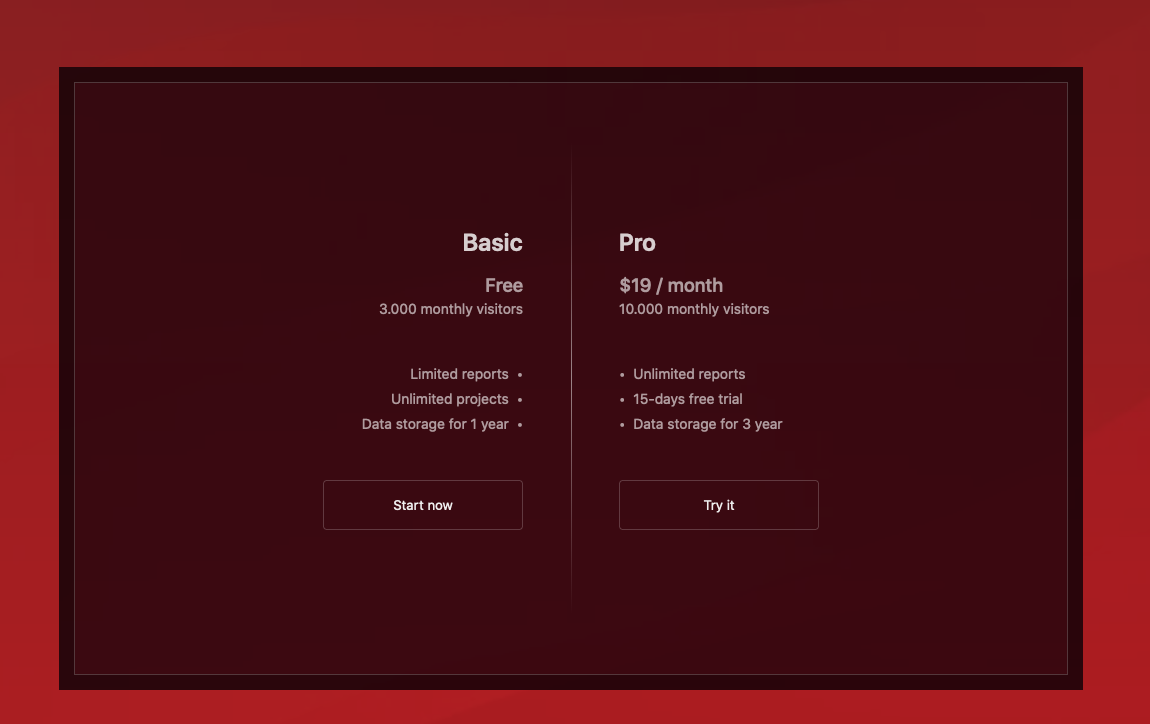 Basic
Free
3.000 monthly visitors
Limited reports •
Unlimited projects •
Data storage for 1 year •
Start now
Pro
$19 / month
10.000 monthly visitors
• Unlimited reports
• 15-days free trial
• Data storage for 3 year
Try it